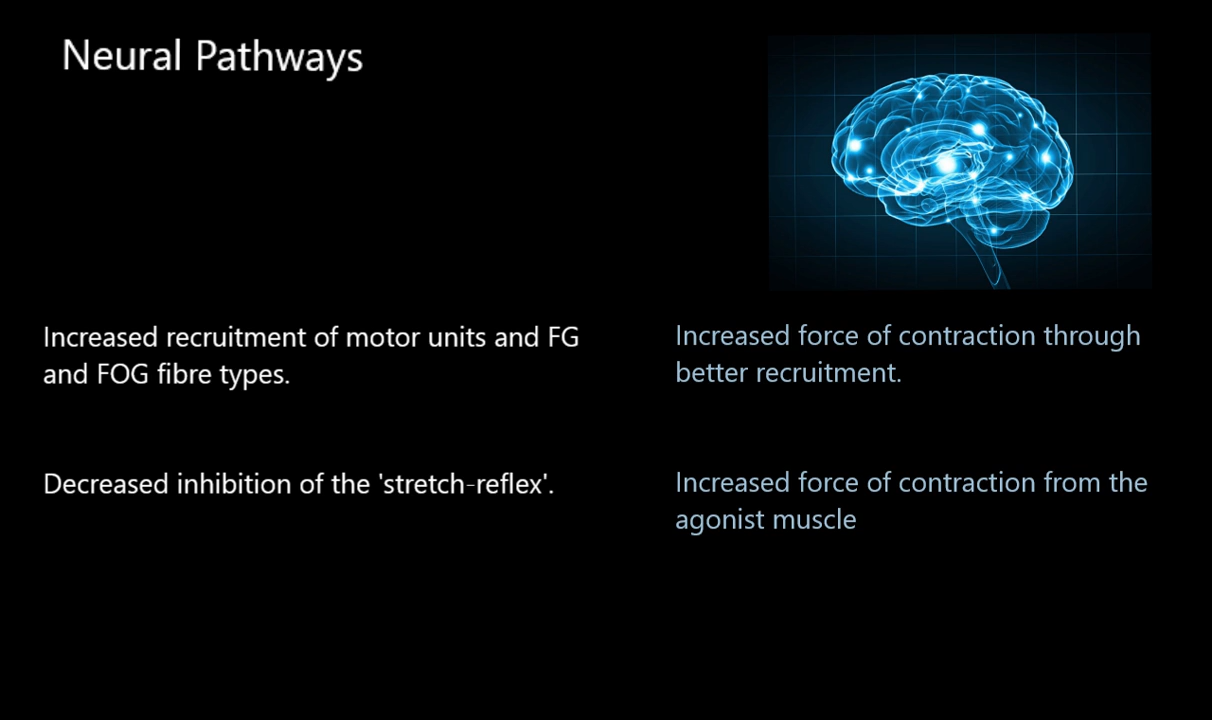 Neural Pathways
Increased recruitment of motor units and FG
and FOG fibre types.
Increased force of contraction through
better recruitment.
Decreased inhibition of the 'stretch-reflex'.
Increased force of contraction from the
agonist muscle